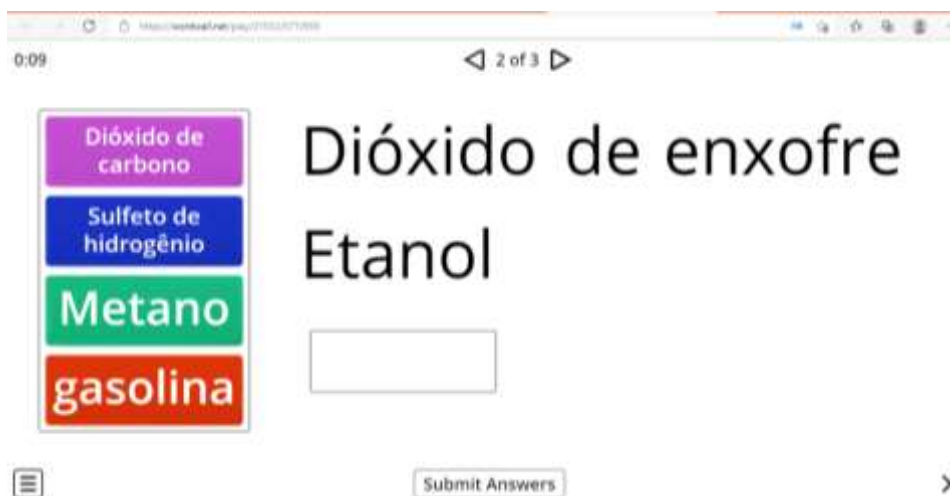 0:09
2 of 3
Dióxido de
carbono
Sulfeto de
hidrogênio
Metano
gasolina
Dióxido de enxofre
Etanol
Submit Answers